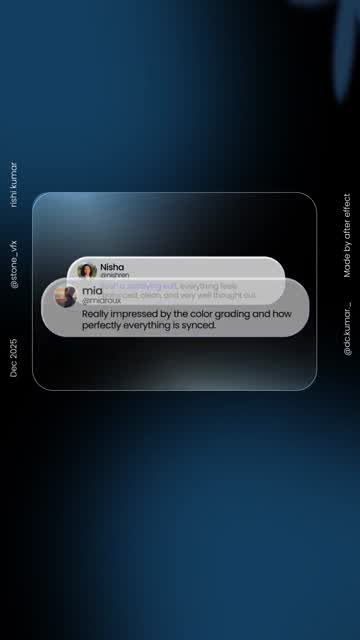 rishi kumar
@stone_vfx
Dec 2025
Made by after effect
@dc.kumar._
Nisha
@nishren
edit, everything feels
clean, and very well thought out.
mia
@miaroux
Really impressed by the color grading and how
perfectly everything is synced.